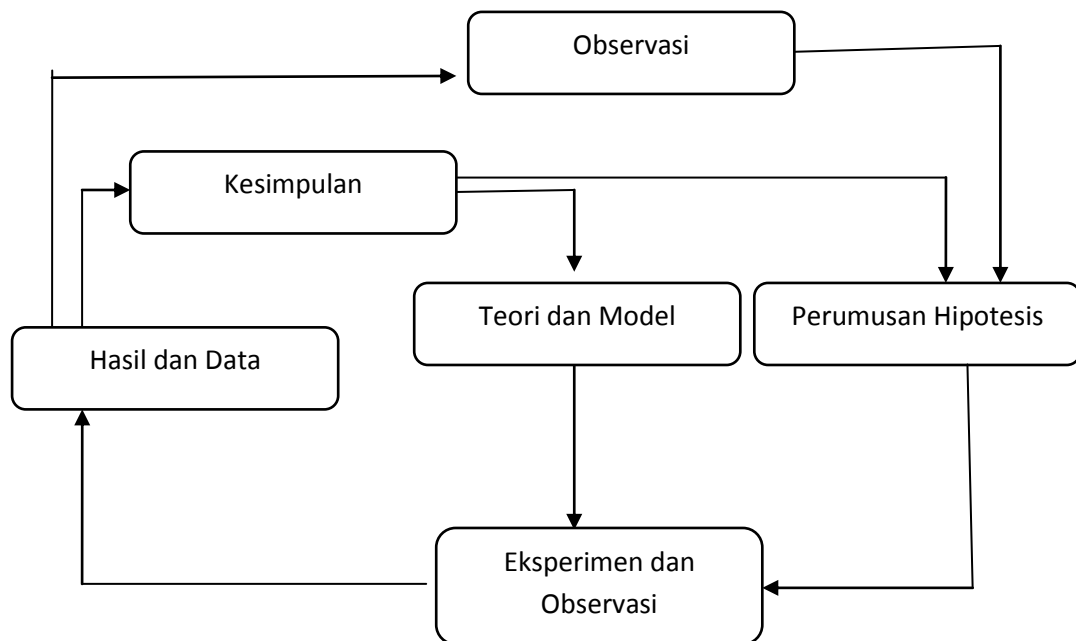 Observasi
Kesimpulan
Teori dan Model
Perumusan Hipotesis
Hasil dan Data
Eksperimen dan
Observasi